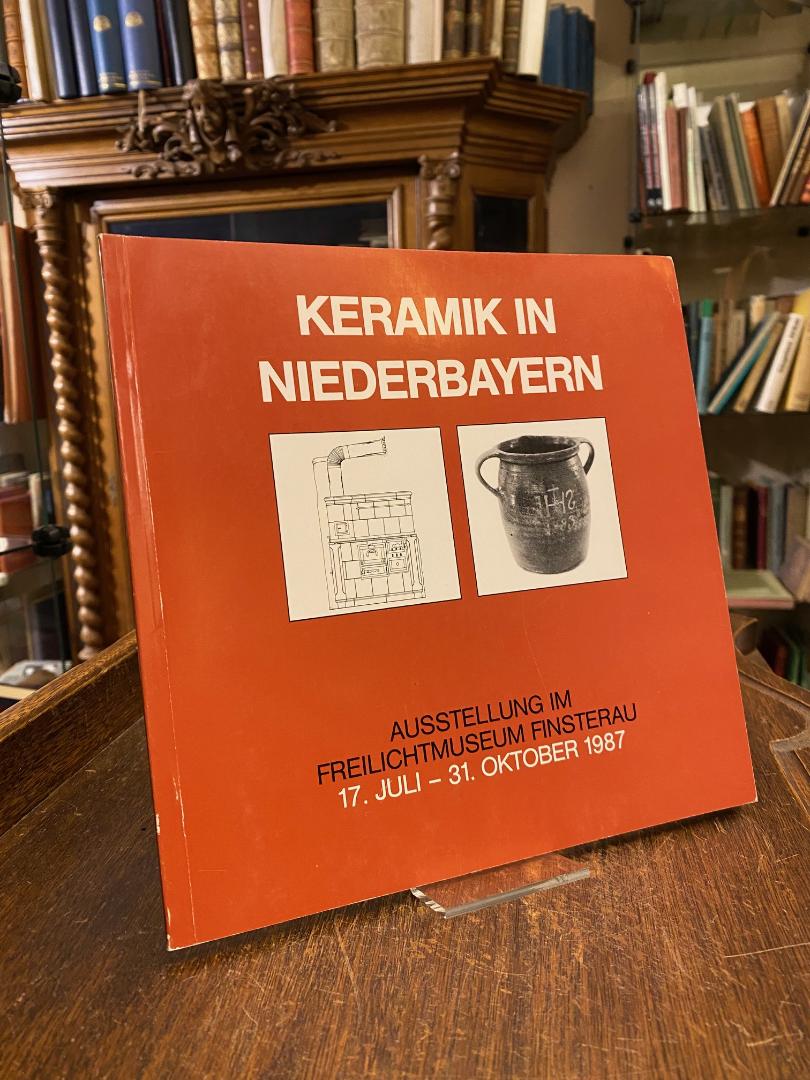 KERAMIK IN
NIEDERBAYERN
AUSSTELLUNG IM
FREILICHTMUSEUM FINSTERAU
17. JULI – 31. OKTOBER 1987